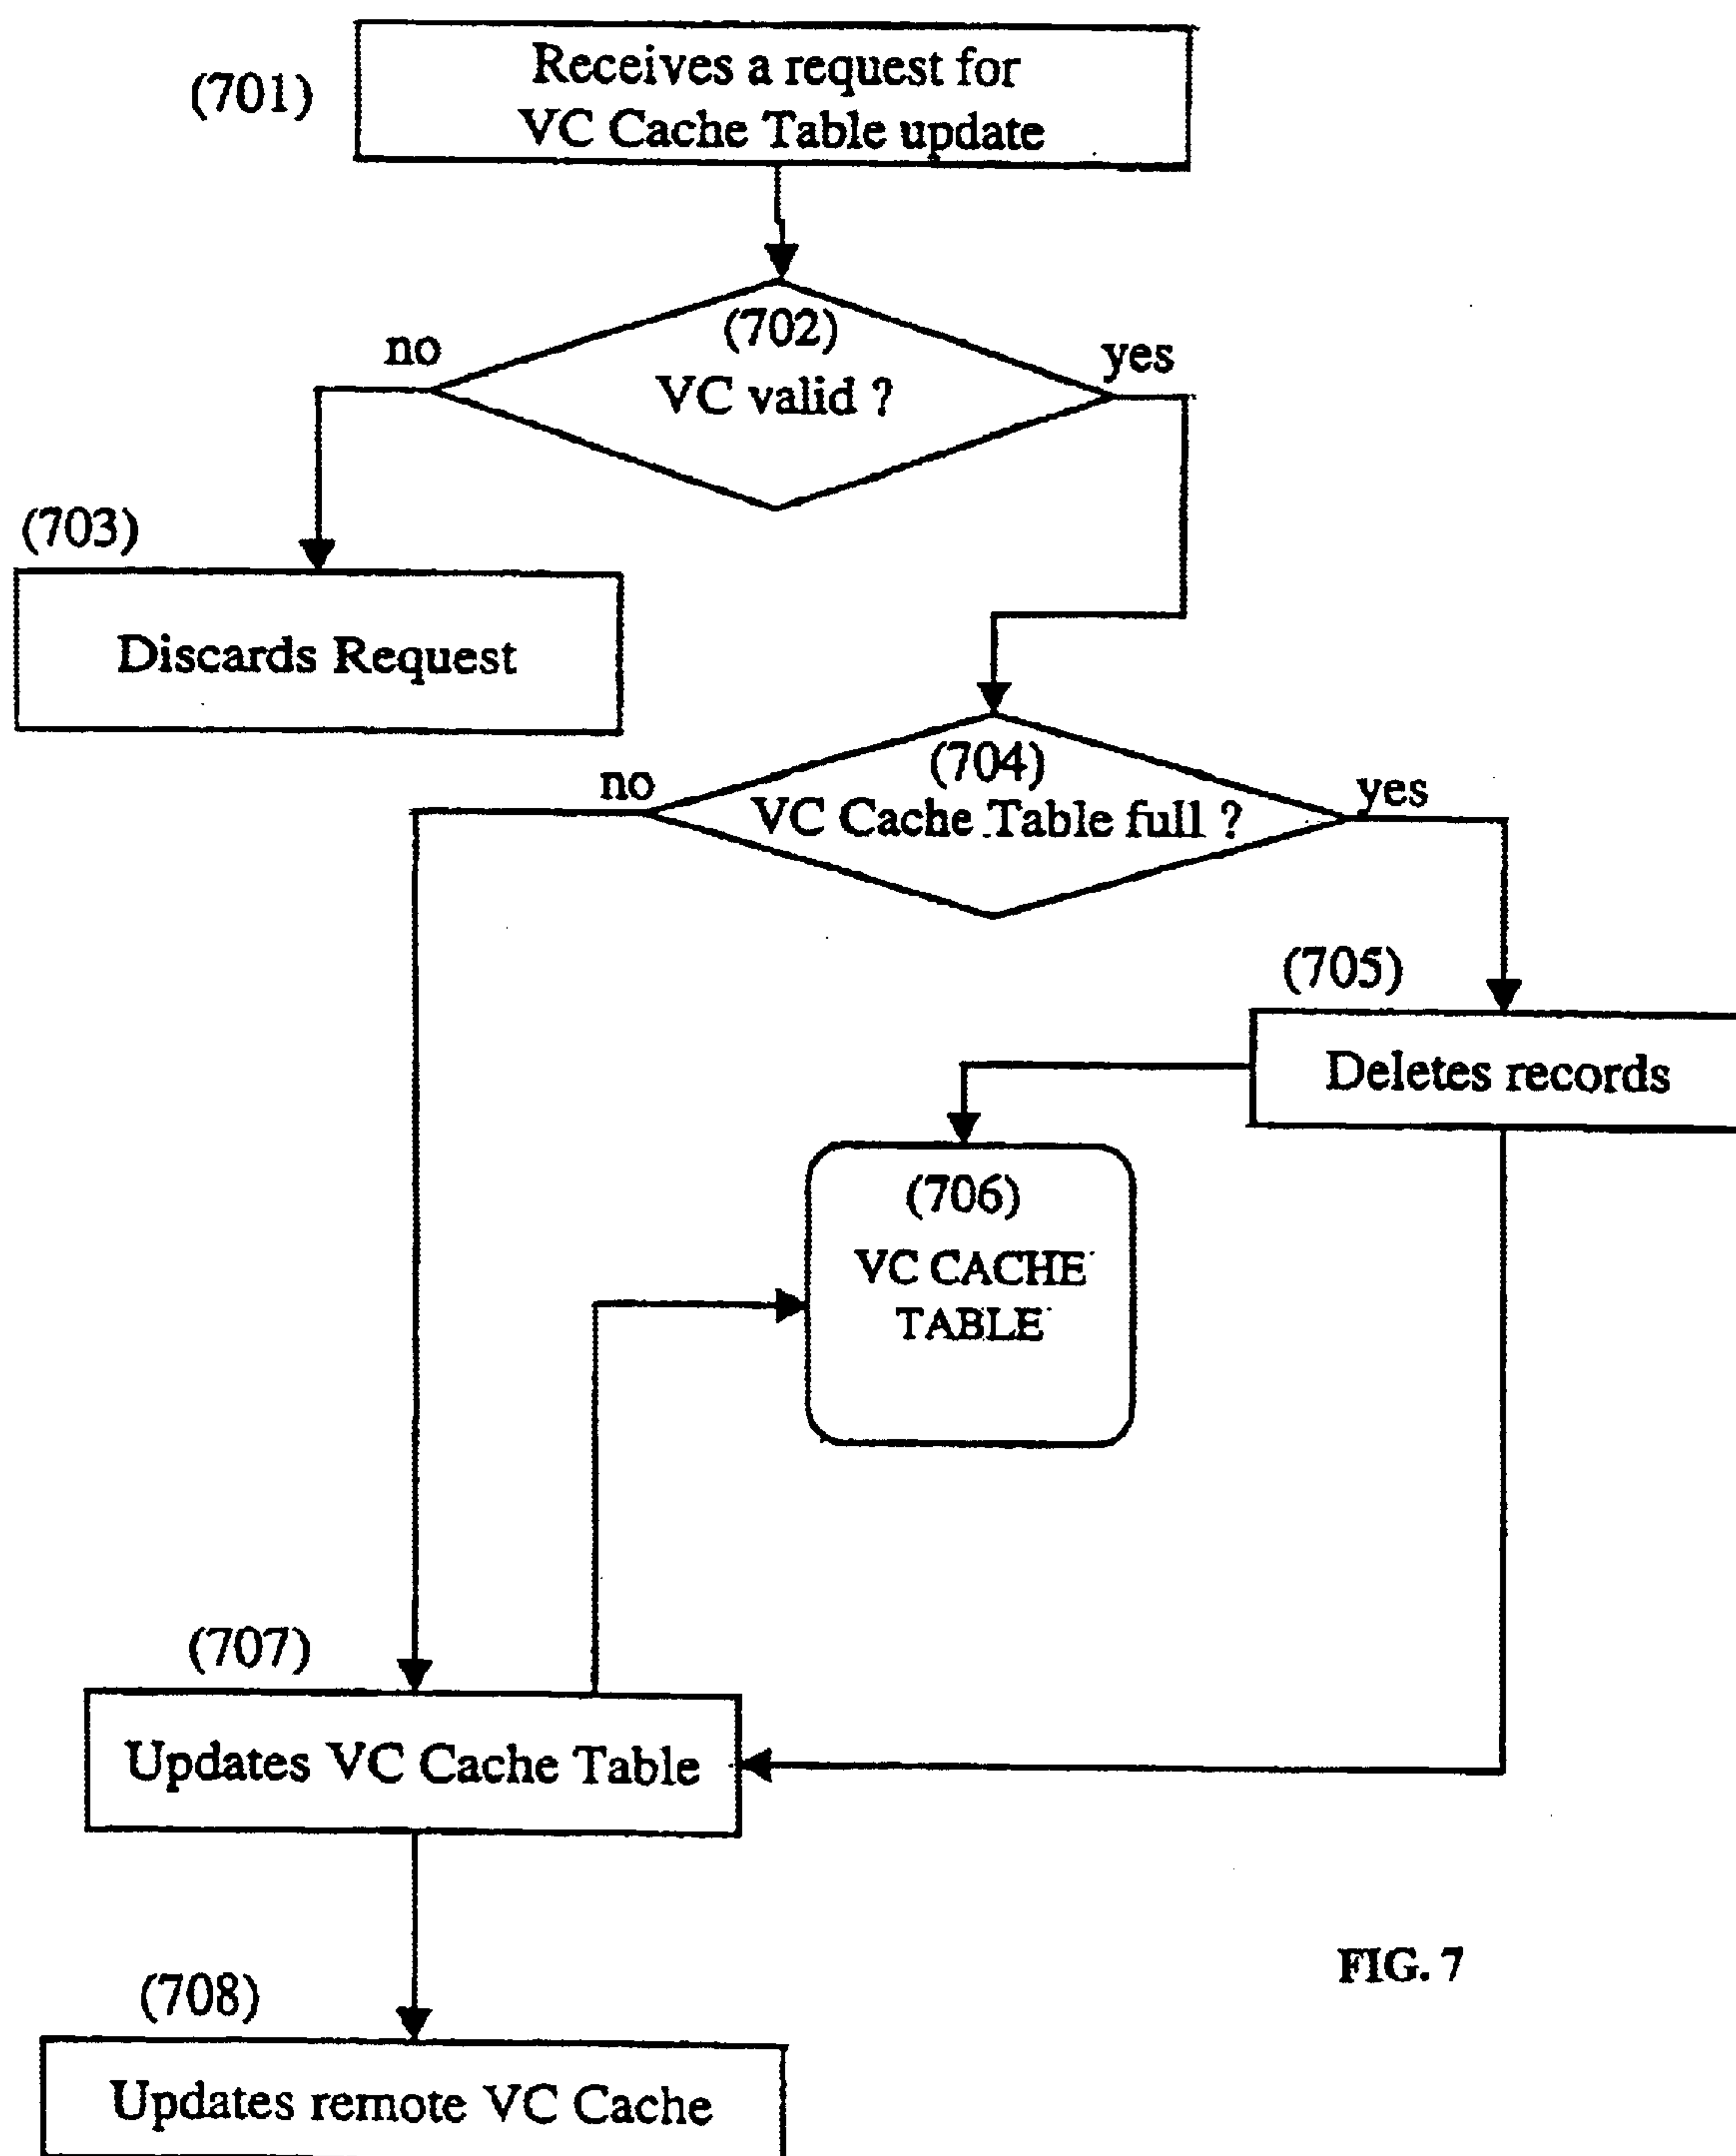 (701)
Receives a request for
VC Cache Table update
(702)
no
yes
VC valid ?
(703)
Discards Request
(704)
no
yes
VC Cache Table full ?
(705)
Deletes records
(706)
VC CACHE
TABLE
(707)
Updates VC Cache Table
FIG. 7
(708)
Updates remote VC Cache